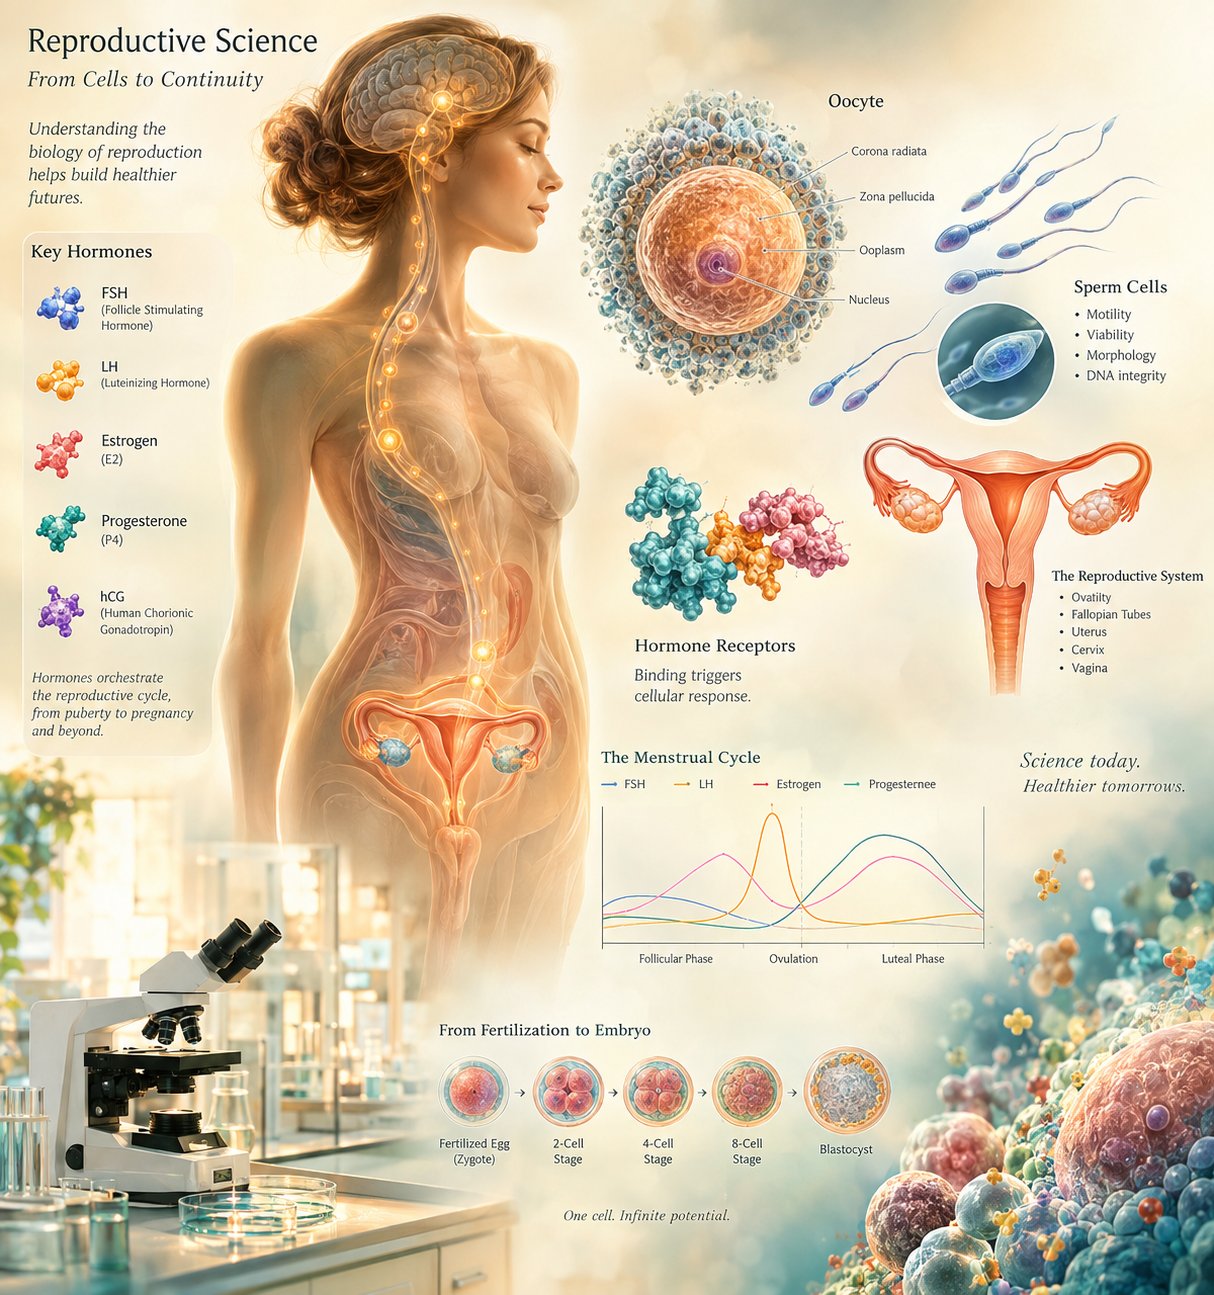 Reproductive Science
From Cells to Continuity
Understanding the
biology of reproduction
helps build healthier
futures.
Key Hormones
FSH
(Follicle Stimulating
Hormone)
LH
(Luteinizing Hormone)
Estrogen
(E2)
Progesterone
(P4)
hCG
(Human Chorionic
Gonadotropin)
Hormones orchestrate
the reproductive cycle,
from puberty to pregnancy
and beyond.
Oocyte
Corona radiata
Zona pellucida
Ooplasm
Nucleus
Sperm Cells
• Motility
• Viability
• Morphology
• DNA integrity
Hormone Receptors
Binding triggers
cellular response.
The Reproductive System
• Ovatilty
• Fallopian Tubes
• Uterus
• Cervix
• Vagina
The Menstrual Cycle
FSH LH Estrogen Progesternee
Follicular Phase Ovulation Luteal Phase
Science today.
Healthier tomorrows.
From Fertilization to Embryo
Fertilized Egg
(Zygote)
2-Cell
Stage
4-Cell
Stage
8-Cell
Stage
Blastocyst
One cell. Infinite potential.